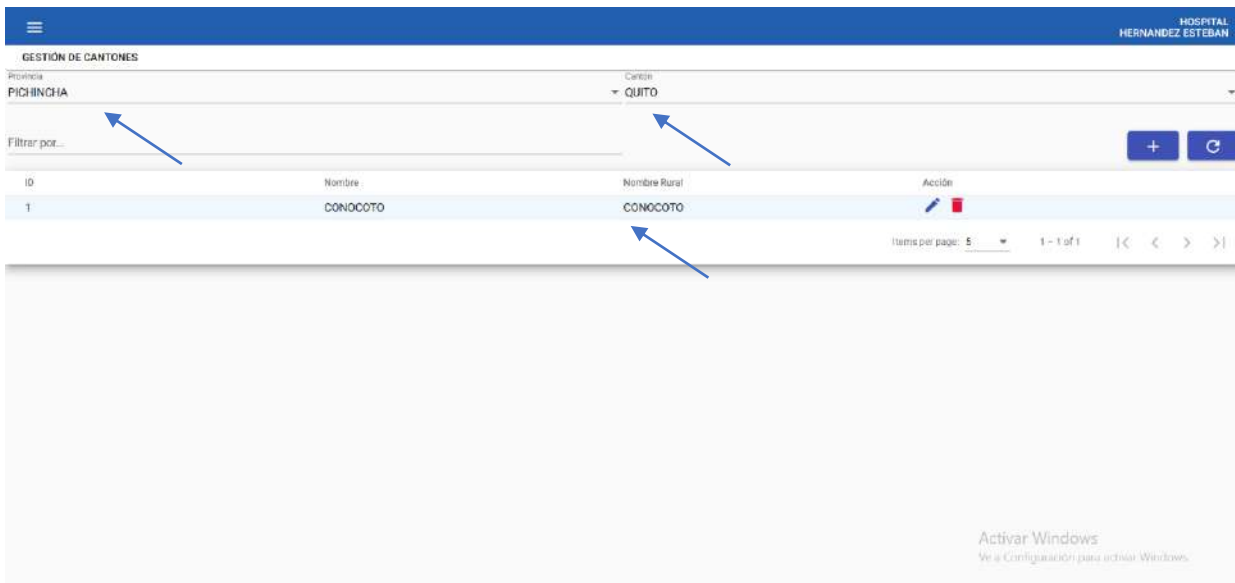 HOSPITAL
HERNANDEZ ESTEBAN
GESTIÓN DE CANTONES
Provincia Cantón
PICHINCHA QUITO
Filtrar por...
ID Nombre Nombre Rural Acción
1 CONOCOTO CONOCOTO
Items per page: 5 1 – 1 of 1
Activar Windows
Ve a Configuración para activar Windows.